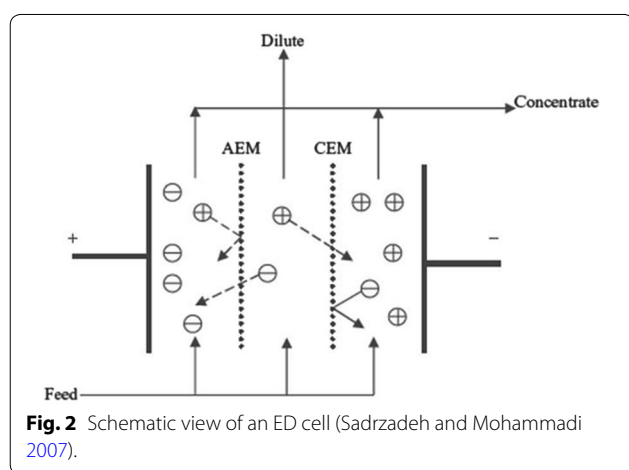 Dilute
Concentrate
AEM CEM
+ −
Feed
Fig. 2 Schematic view of an ED cell (Sadrzadeh and Mohammadi
2007).